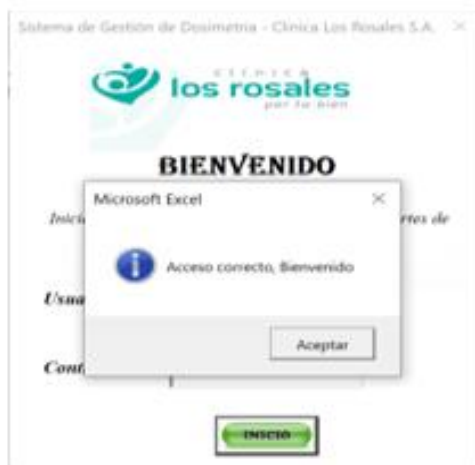 Sistema de Gestión de Dosimetria - Clinica Los Rosales S.A.
CLINICA
los rosales
por tu bien
BIENVENIDO
Microsoft Excel
Acceso correcto, Bienvenido
Aceptar
INICIO